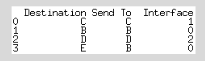 Destination Send To Interface
0 C C 1
1 B B 0
2 D D 2
3 E B 0